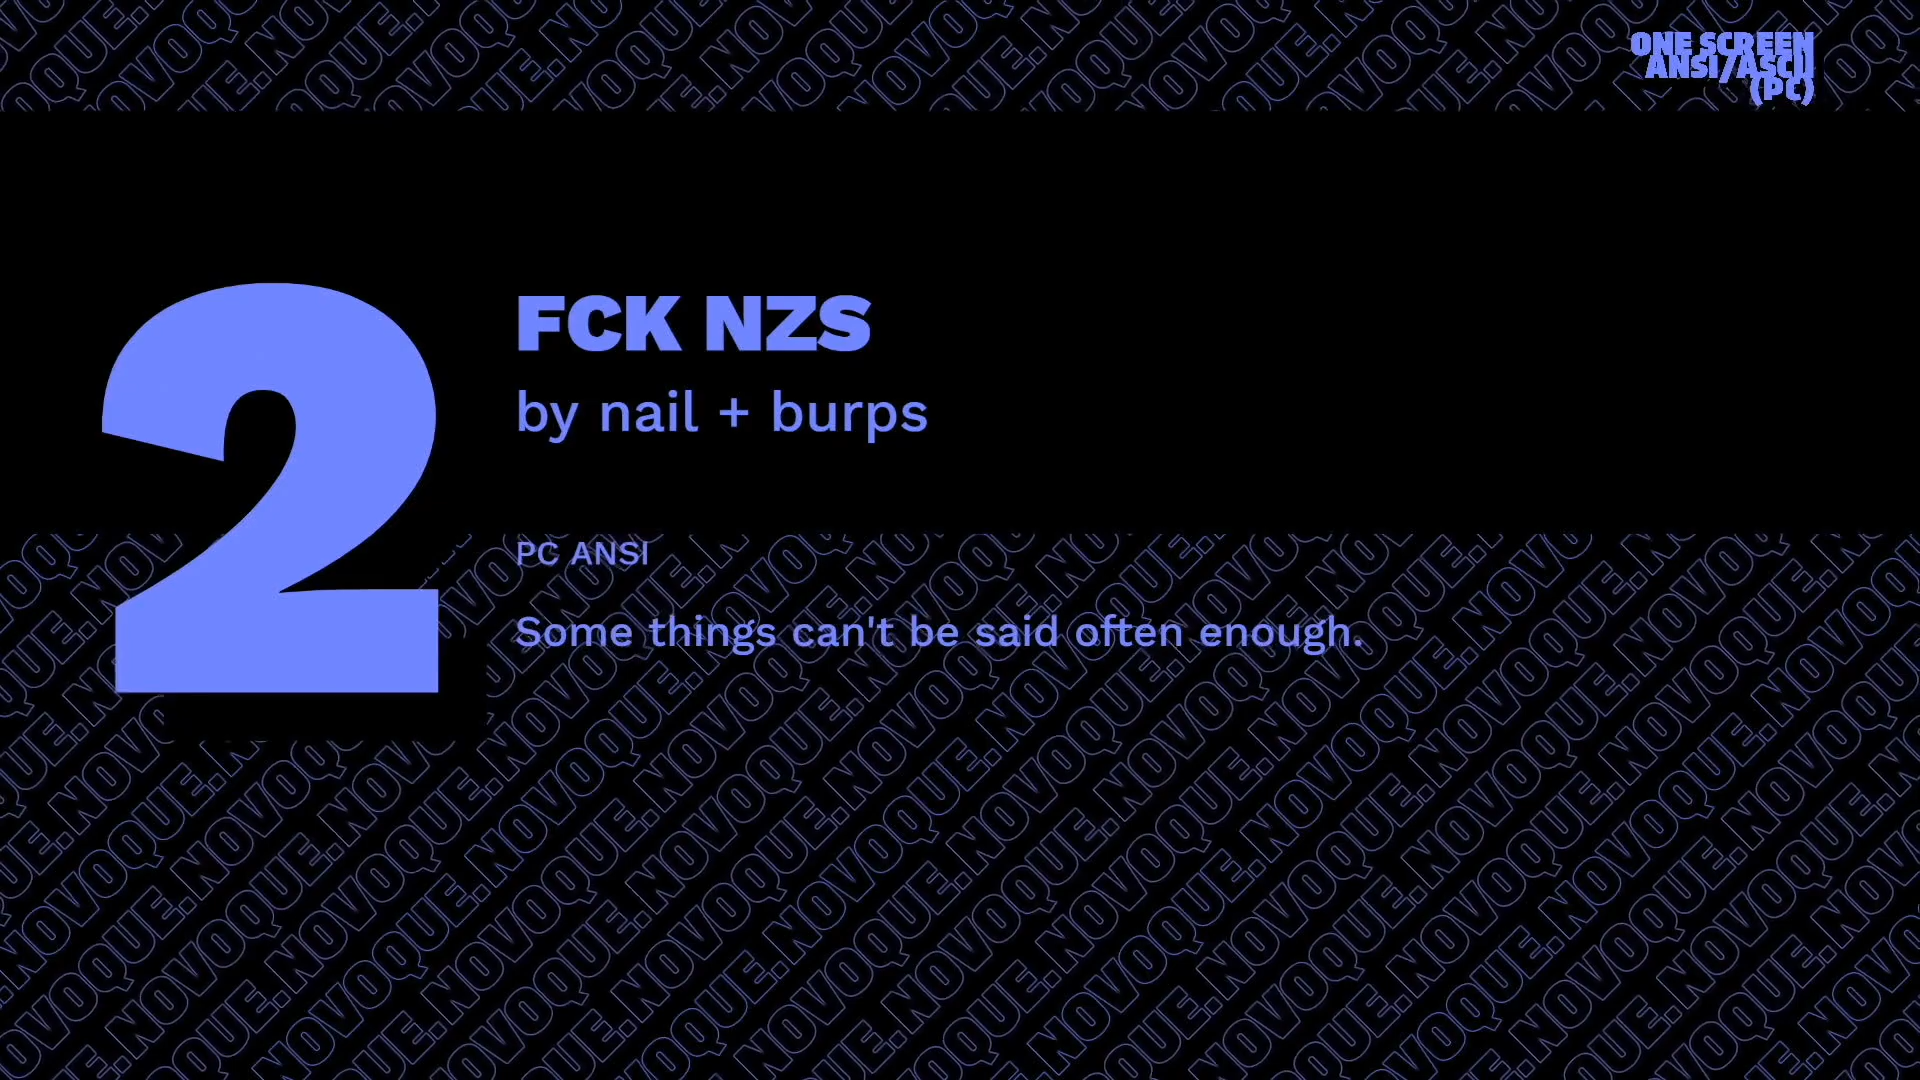 ONE SCREEN
ANSI/ASCII
(PC)
2
FCK NZS
by nail + burps
PC ANSI
Some things can't be said often enough.
NOVOQUE.